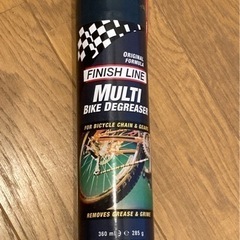 ORIGINAL
FORMULA
FINISH LINE
MULTI
BIKE DEGREASER
FOR BICYCLE CHAIN & GEARS
REMOVES GREASE & GRIME
360 ml ℮ 285 g